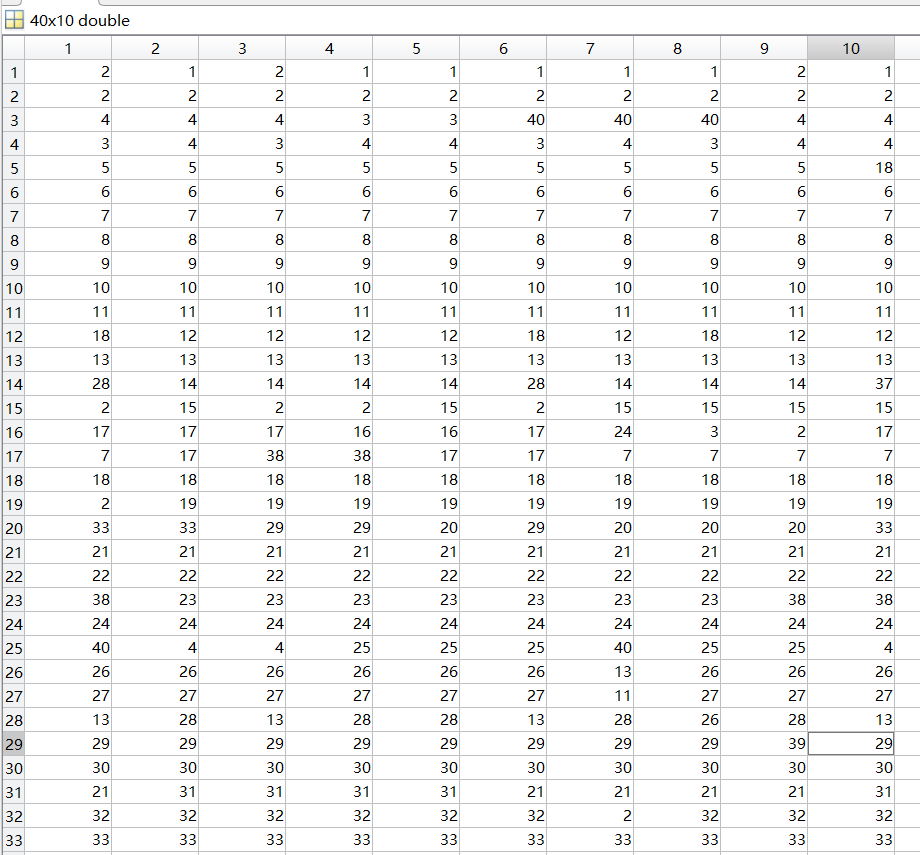 40x10 double
1 2 3 4 5 6 7 8 9 10
1 2 1 2 1 1 1 1 1 2 1
2 2 2 2 2 2 2 2 2 2 2
3 4 4 4 3 3 40 40 40 4 4
4 3 4 3 4 4 3 4 3 4 4
5 5 5 5 5 5 5 5 5 5 18
6 6 6 6 6 6 6 6 6 6 6
7 7 7 7 7 7 7 7 7 7 7
8 8 8 8 8 8 8 8 8 8 8
9 9 9 9 9 9 9 9 9 9 9
10 10 10 10 10 10 10 10 10 10 10
11 11 11 11 11 11 11 11 11 11 11
12 18 12 12 12 12 18 12 18 12 12
13 13 13 13 13 13 13 13 13 13 13
14 28 14 14 14 14 28 14 14 14 37
15 2 15 2 2 15 2 15 15 15 15
16 17 17 17 16 16 17 24 3 2 17
17 7 17 38 38 17 17 7 7 7 7
18 18 18 18 18 18 18 18 18 18 18
19 2 19 19 19 19 19 19 19 19 19
20 33 33 29 29 20 29 20 20 20 33
21 21 21 21 21 21 21 21 21 21 21
22 22 22 22 22 22 22 22 22 22 22
23 38 23 23 23 23 23 23 23 38 38
24 24 24 24 24 24 24 24 24 24 24
25 40 4 4 25 25 25 40 25 25 4
26 26 26 26 26 26 26 13 26 26 26
27 27 27 27 27 27 27 11 27 27 27
28 13 28 13 28 28 13 28 26 28 13
29 29 29 29 29 29 29 29 29 39 29
30 30 30 30 30 30 30 30 30 30 30
31 21 31 31 31 31 21 21 21 21 31
32 32 32 32 32 32 32 2 32 32 32
33 33 33 33 33 33 33 33 33 33 33